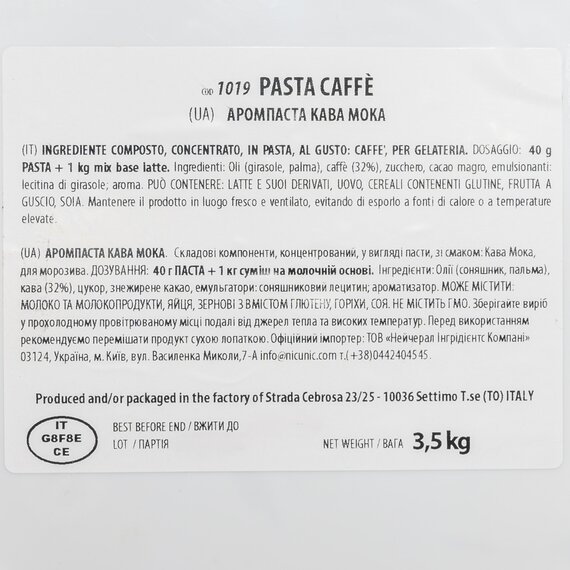 COD 1019 PASTA CAFFÈ
(UA) АРОМПАСТА КАВА МОКА
(IT) INGREDIENTE COMPOSTO, CONCENTRATO, IN PASTA, AL GUSTO: CAFFE', PER GELATERIA. DOSAGGIO: 40 g
PASTA + 1 kg mix base latte. Ingredienti: Oli (girasole, palma), caffè (32%), zucchero, cacao magro, emulsionanti:
lecitina di girasole; aroma. PUÒ CONTENERE: LATTE E SUOI DERIVATI, UOVO, CEREALI CONTENENTI GLUTINE, FRUTTA A
GUSCIO, SOIA. Mantenere il prodotto in luogo fresco e ventilato, evitando di esporlo a fonti di calore o a temperature
elevate.
(UA) АРОМПАСТА КАВА МОКА. Складові компоненти, концентрований, у вигляді пасти, зі смаком: Кава Мока,
для морозива. ДОЗУВАННЯ: 40 г ПАСТА + 1 кг суміш на молочній основі. Інгредієнти: Олії (соняшник, пальма),
кава (32%), цукор, знежирене какао, емульгатори: соняшниковий лецитин; ароматизатор. МОЖЕ МІСТИТИ:
МОЛОКО ТА МОЛОКОПРОДУКТИ, ЯЙЦЯ, ЗЕРНОВІ З ВМІСТОМ ГЛЮТЕНУ, ГОРІХИ, СОЯ. НЕ МІСТИТЬ ГМО. Зберігайте виріб
у прохолодному провітрюваному місці подалі від джерел тепла та високих температур. Перед використанням
рекомендуємо перемішати продукт сухою лопаткою. Офіційний імпортер: ТОВ «Нейчерал Інгрідієнтс Компані»
03124, Україна, м. Київ, вул. Василенка Миколи,7-А info@nicunic.com т.(+38)0442404545.
Produced and/or packaged in the factory of Strada Cebrosa 23/25 - 10036 Settimo T.se (TO) ITALY
IT
G8F8E
CE
BEST BEFORE END / ВЖИТИ ДО
LOT / ПАРТІЯ
NET WEIGHT / ВАГА 3,5 kg